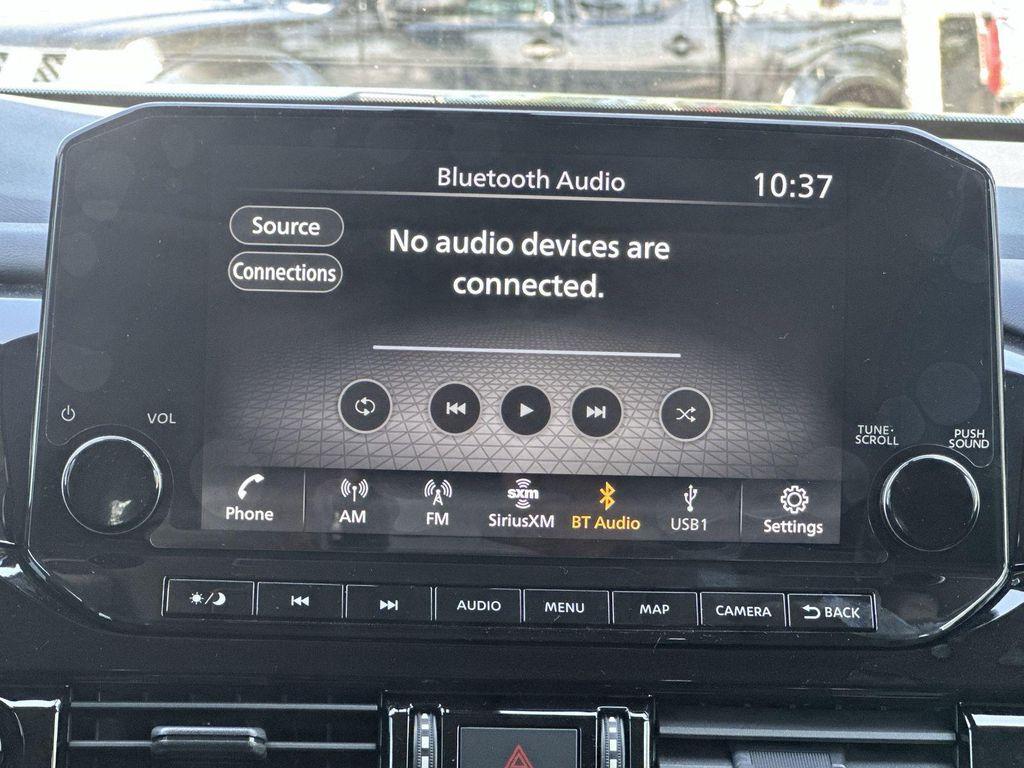 Bluetooth Audio
10:37
Source
No audio devices are
connected.
Connections
VOL
TUNE·
SCROLL
PUSH
SOUND
Phone
AM
FM
sxm
SiriusXM
BT Audio
USB1
Settings
AUDIO
MENU
MAP
CAMERA
BACK